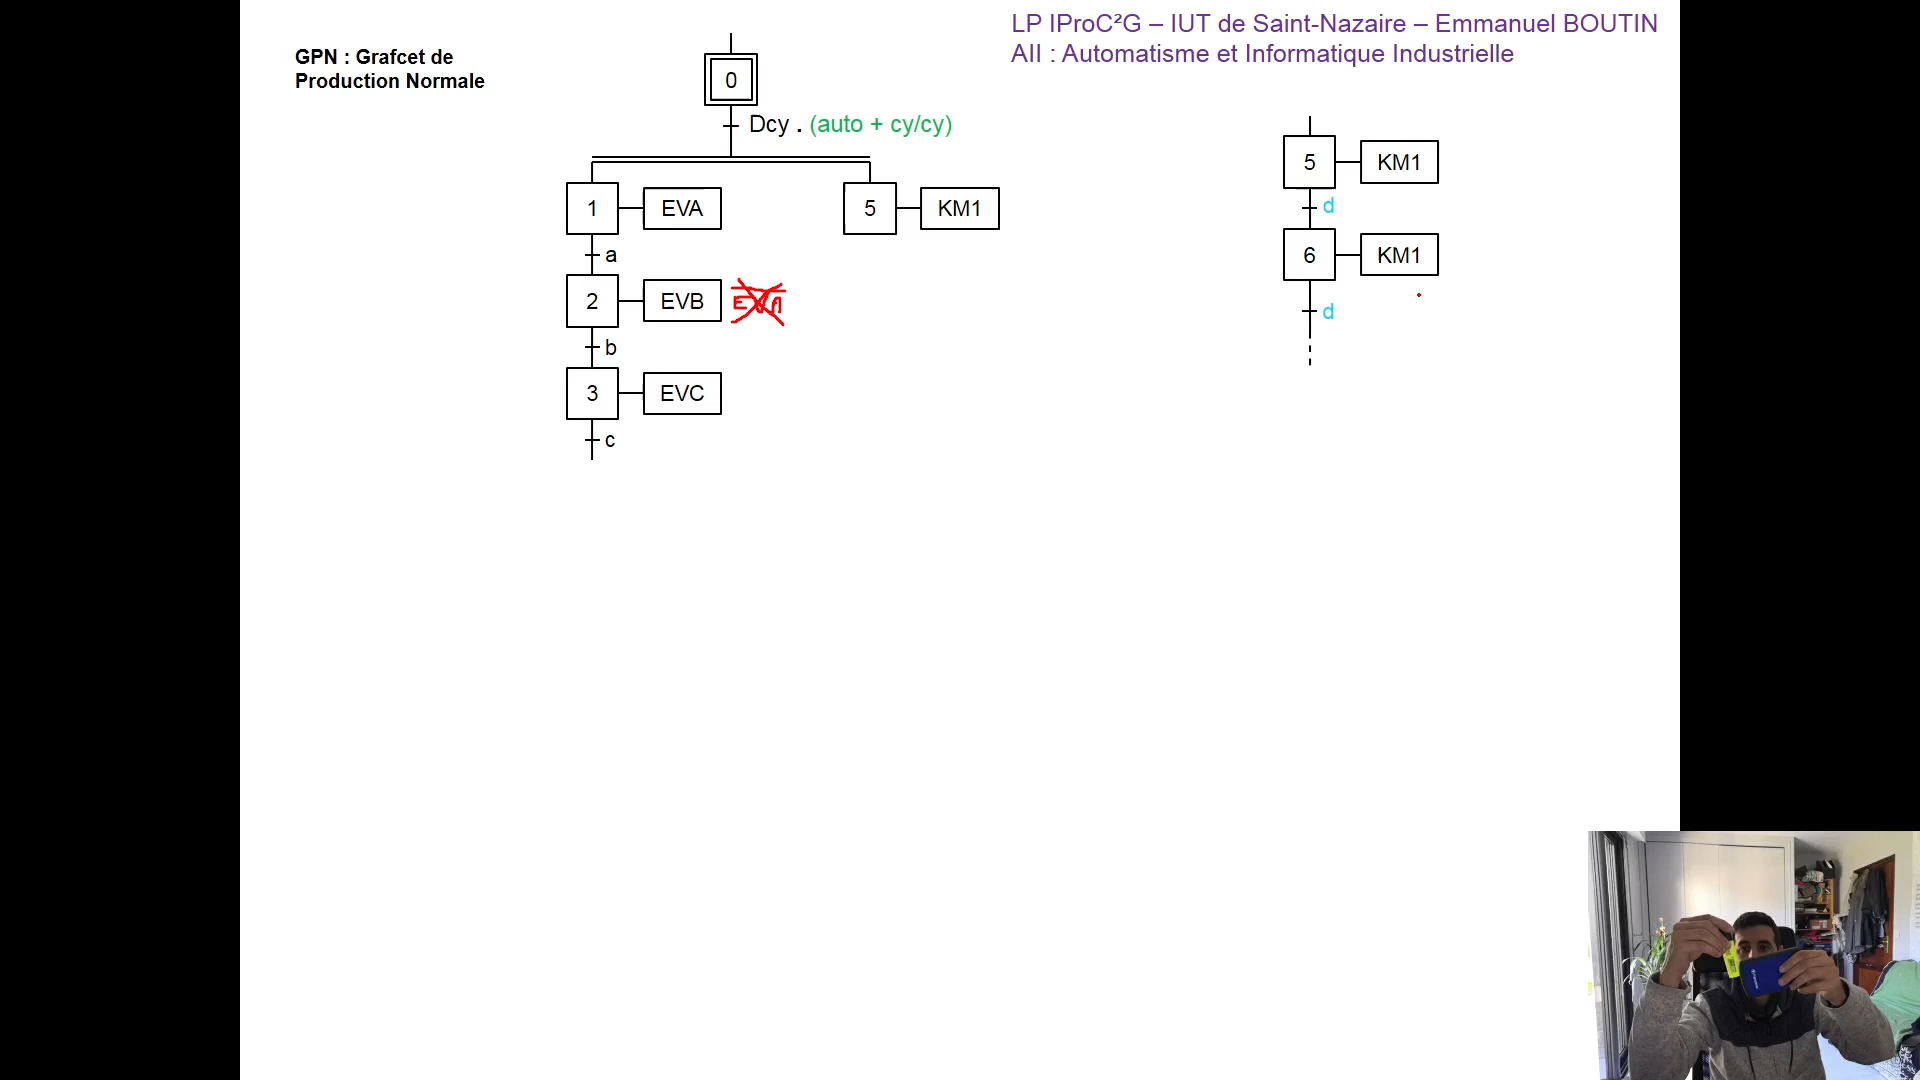 LP IProC²G – IUT de Saint-Nazaire – Emmanuel BOUTIN
AII : Automatisme et Informatique Industrielle
GPN : Grafcet de
Production Normale
0
Dcy . (auto + cy/cy)
1 EVA
5 KM1
a
2 EVB EVA
b
3 EVC
c
5 KM1
d
6 KM1
d